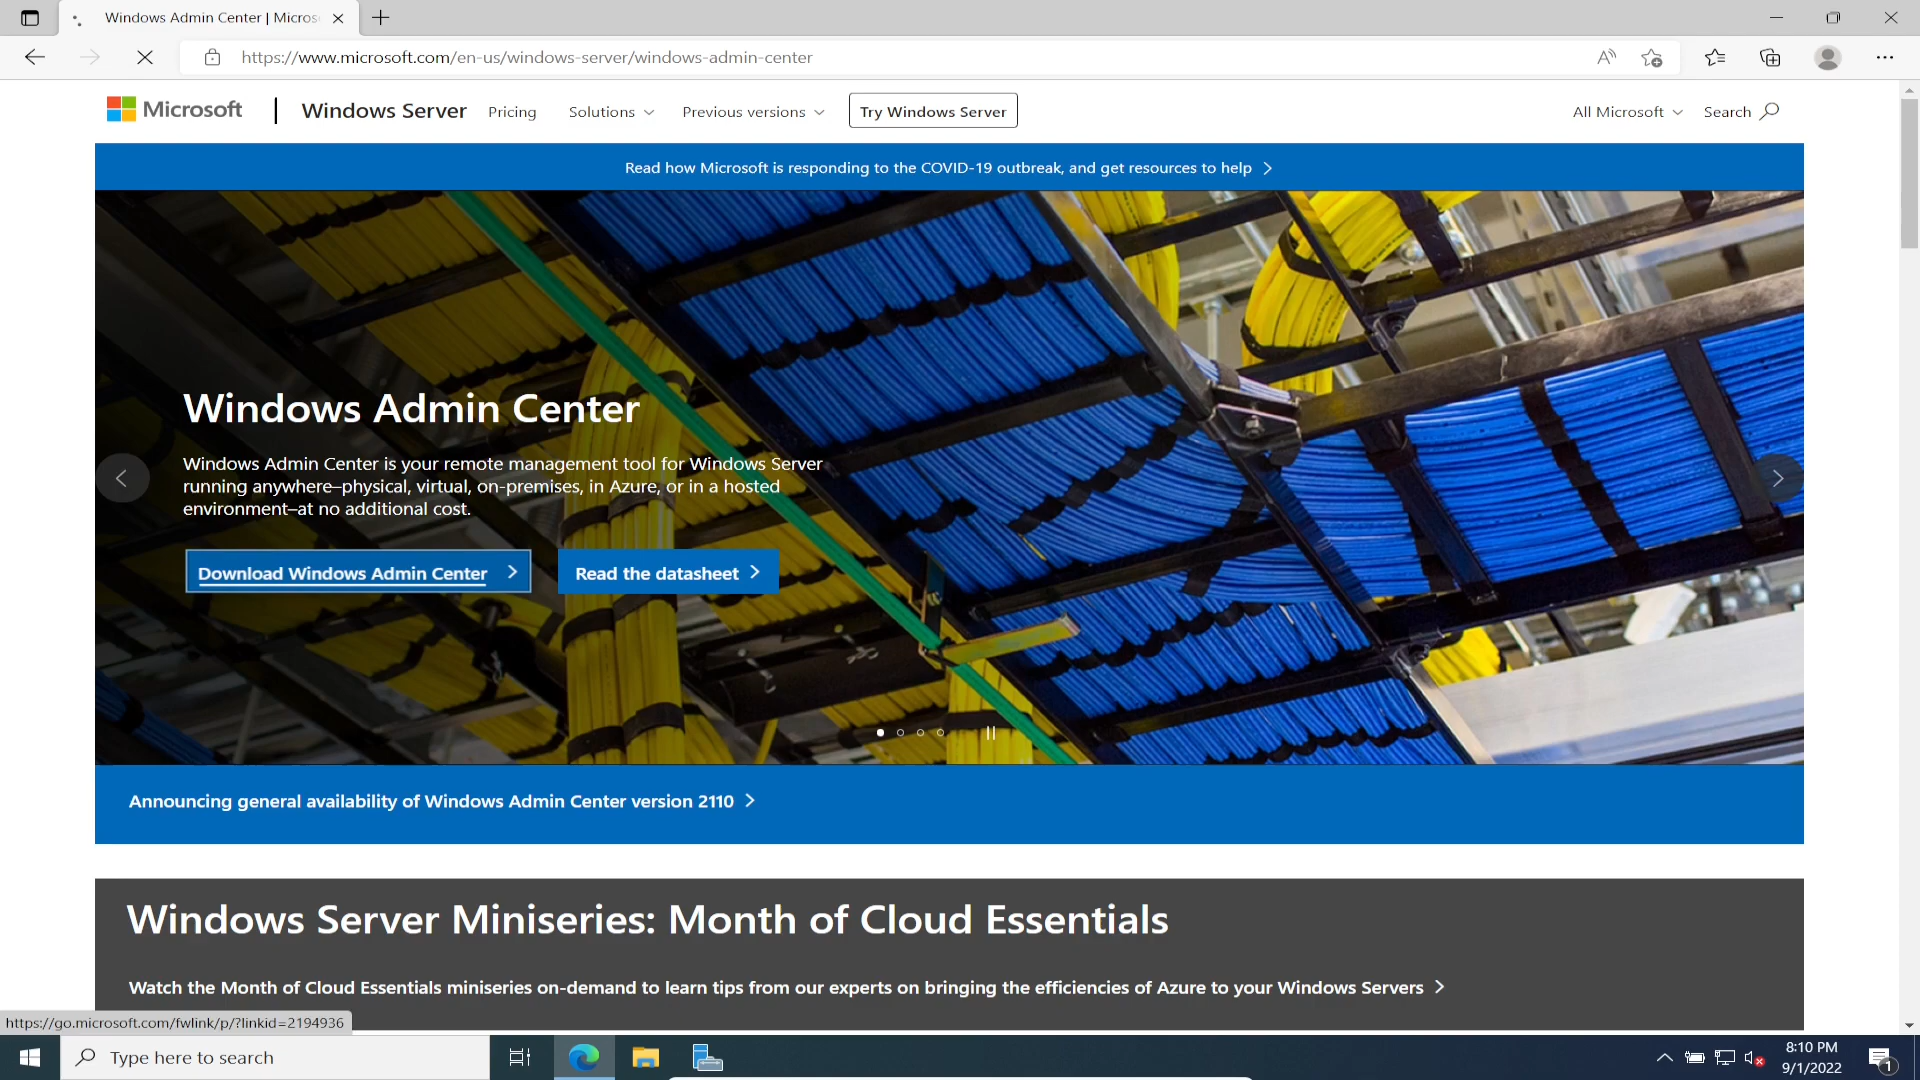 Windows Admin Center | Micros
https://www.microsoft.com/en-us/windows-server/windows-admin-center
Microsoft
Windows Server
Pricing
Solutions
Previous versions
Try Windows Server
All Microsoft
Search
Read how Microsoft is responding to the COVID-19 outbreak, and get resources to help
Windows Admin Center
Windows Admin Center is your remote management tool for Windows Server
running anywhere–physical, virtual, on-premises, in Azure, or in a hosted
environment–at no additional cost.
Download Windows Admin Center
Read the datasheet
Announcing general availability of Windows Admin Center version 2110
Windows Server Miniseries: Month of Cloud Essentials
Watch the Month of Cloud Essentials miniseries on-demand to learn tips from our experts on bringing the efficiencies of Azure to your Windows Servers
https://go.microsoft.com/fwlink/p/?linkid=2194936
Type here to search
8:10 PM
9/1/2022
1